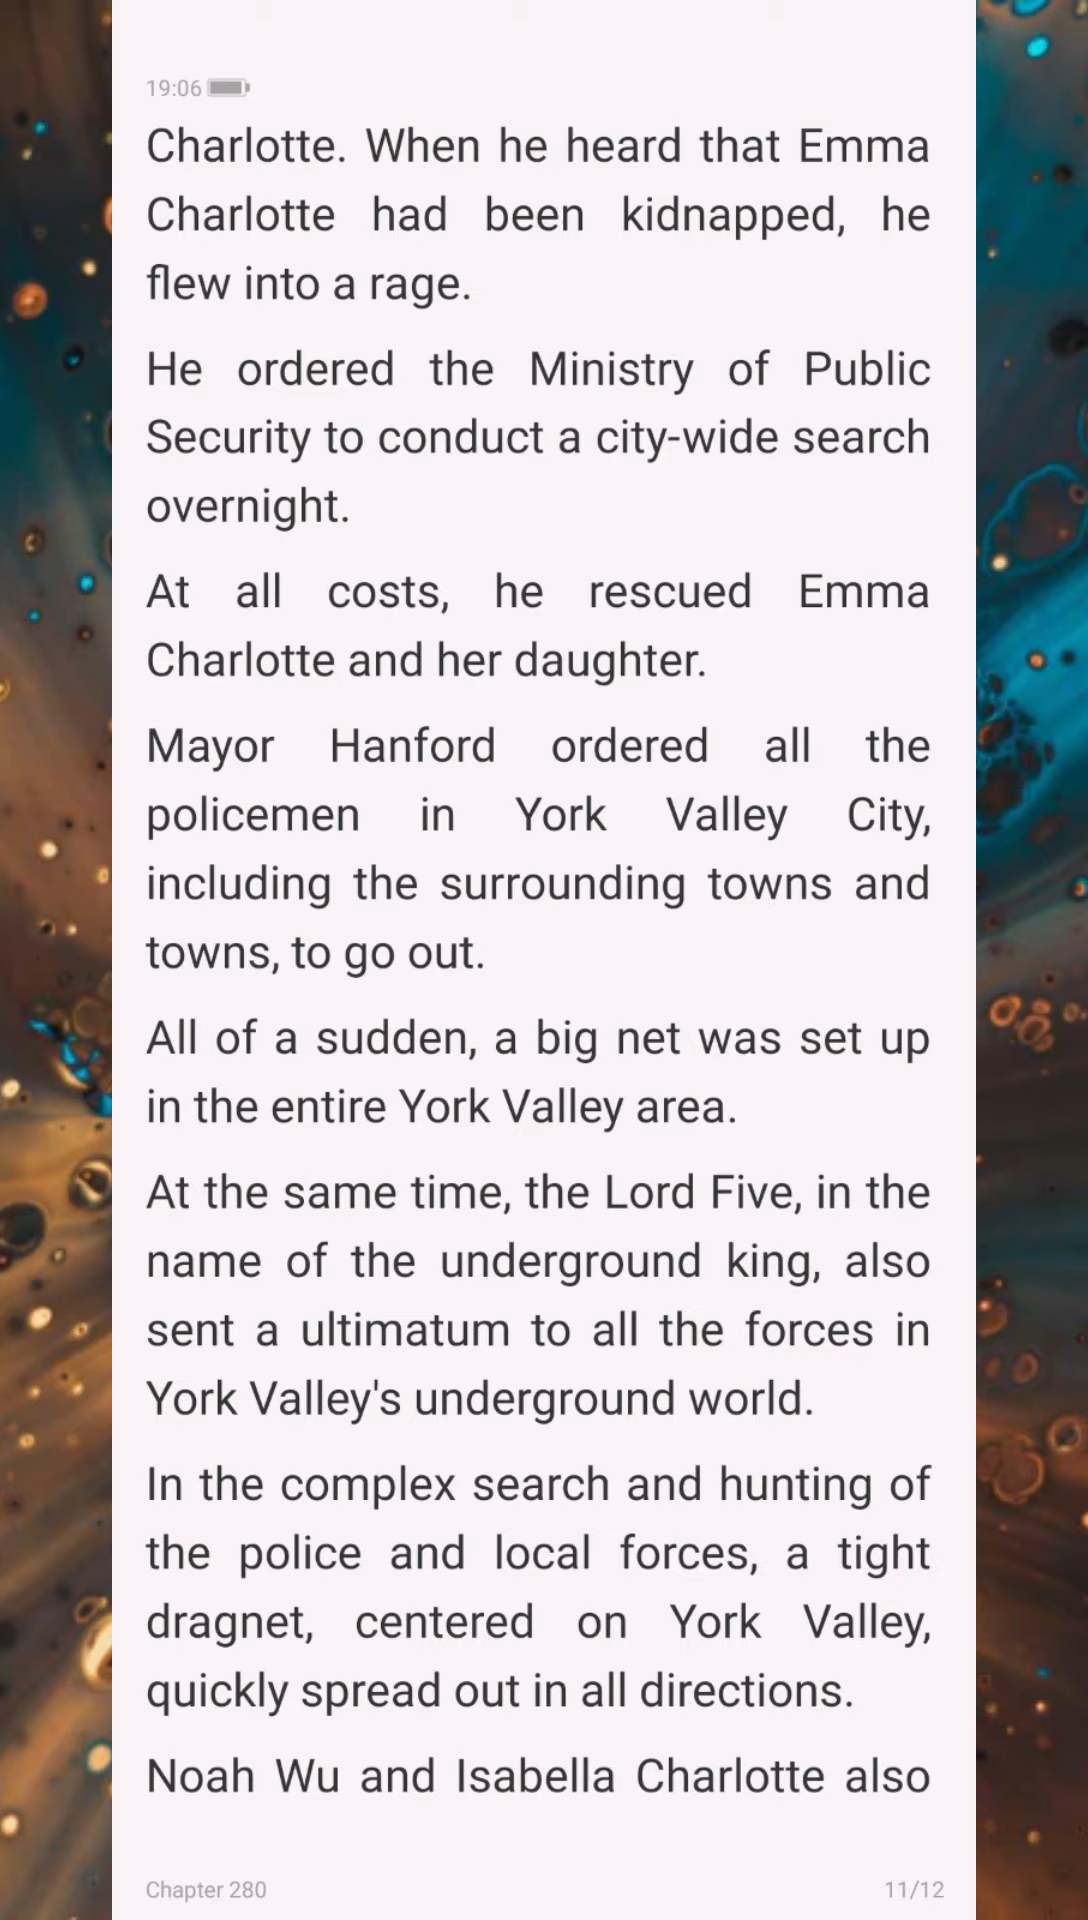 19:06
Charlotte. When he heard that Emma
Charlotte had been kidnapped, he
flew into a rage.
He ordered the Ministry of Public
Security to conduct a city-wide search
overnight.
At all costs, he rescued Emma
Charlotte and her daughter.
Mayor Hanford ordered all the
policemen in York Valley City,
including the surrounding towns and
towns, to go out.
All of a sudden, a big net was set up
in the entire York Valley area.
At the same time, the Lord Five, in the
name of the underground king, also
sent a ultimatum to all the forces in
York Valley's underground world.
In the complex search and hunting of
the police and local forces, a tight
dragnet, centered on York Valley,
quickly spread out in all directions.
Noah Wu and Isabella Charlotte also
Chapter 280 11/12